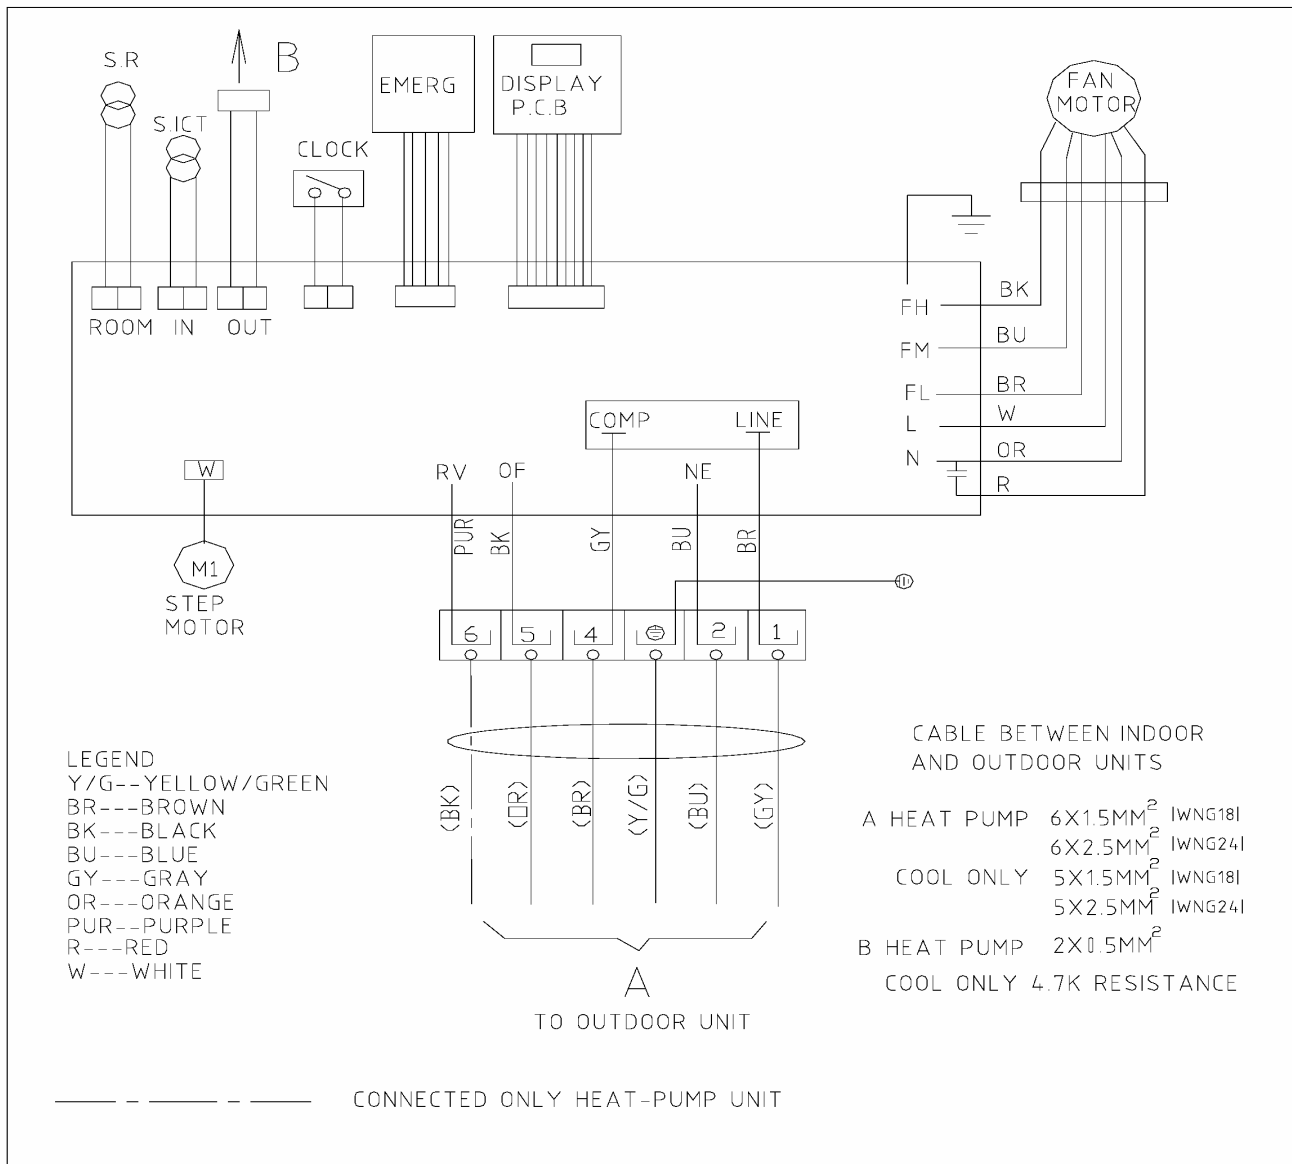 S.R
B
S.ICT
CLOCK
EMERG
DISPLAY
P.C.B
FAN
MOTOR
ROOM IN OUT
FH BK
FM BU
FL BR
L W
N OR
R
COMP LINE
W
RV OF NE
PUR BK GY BU BR
M1
STEP
MOTOR
6 5 4 2 1
(BK) (OR) (BR) (Y/G) (BU) (GY)
A
TO OUTDOOR UNIT
LEGEND
Y/G--YELLOW/GREEN
BR---BROWN
BK---BLACK
BU---BLUE
GY---GRAY
OR---ORANGE
PUR--PURPLE
R---RED
W---WHITE
CABLE BETWEEN INDOOR
AND OUTDOOR UNITS
A HEAT PUMP 6X1.5MM² |WNG18|
6X2.5MM² |WNG24|
COOL ONLY 5X1.5MM² |WNG18|
5X2.5MM² |WNG24|
B HEAT PUMP 2X0.5MM²
COOL ONLY 4.7K RESISTANCE
CONNECTED ONLY HEAT-PUMP UNIT